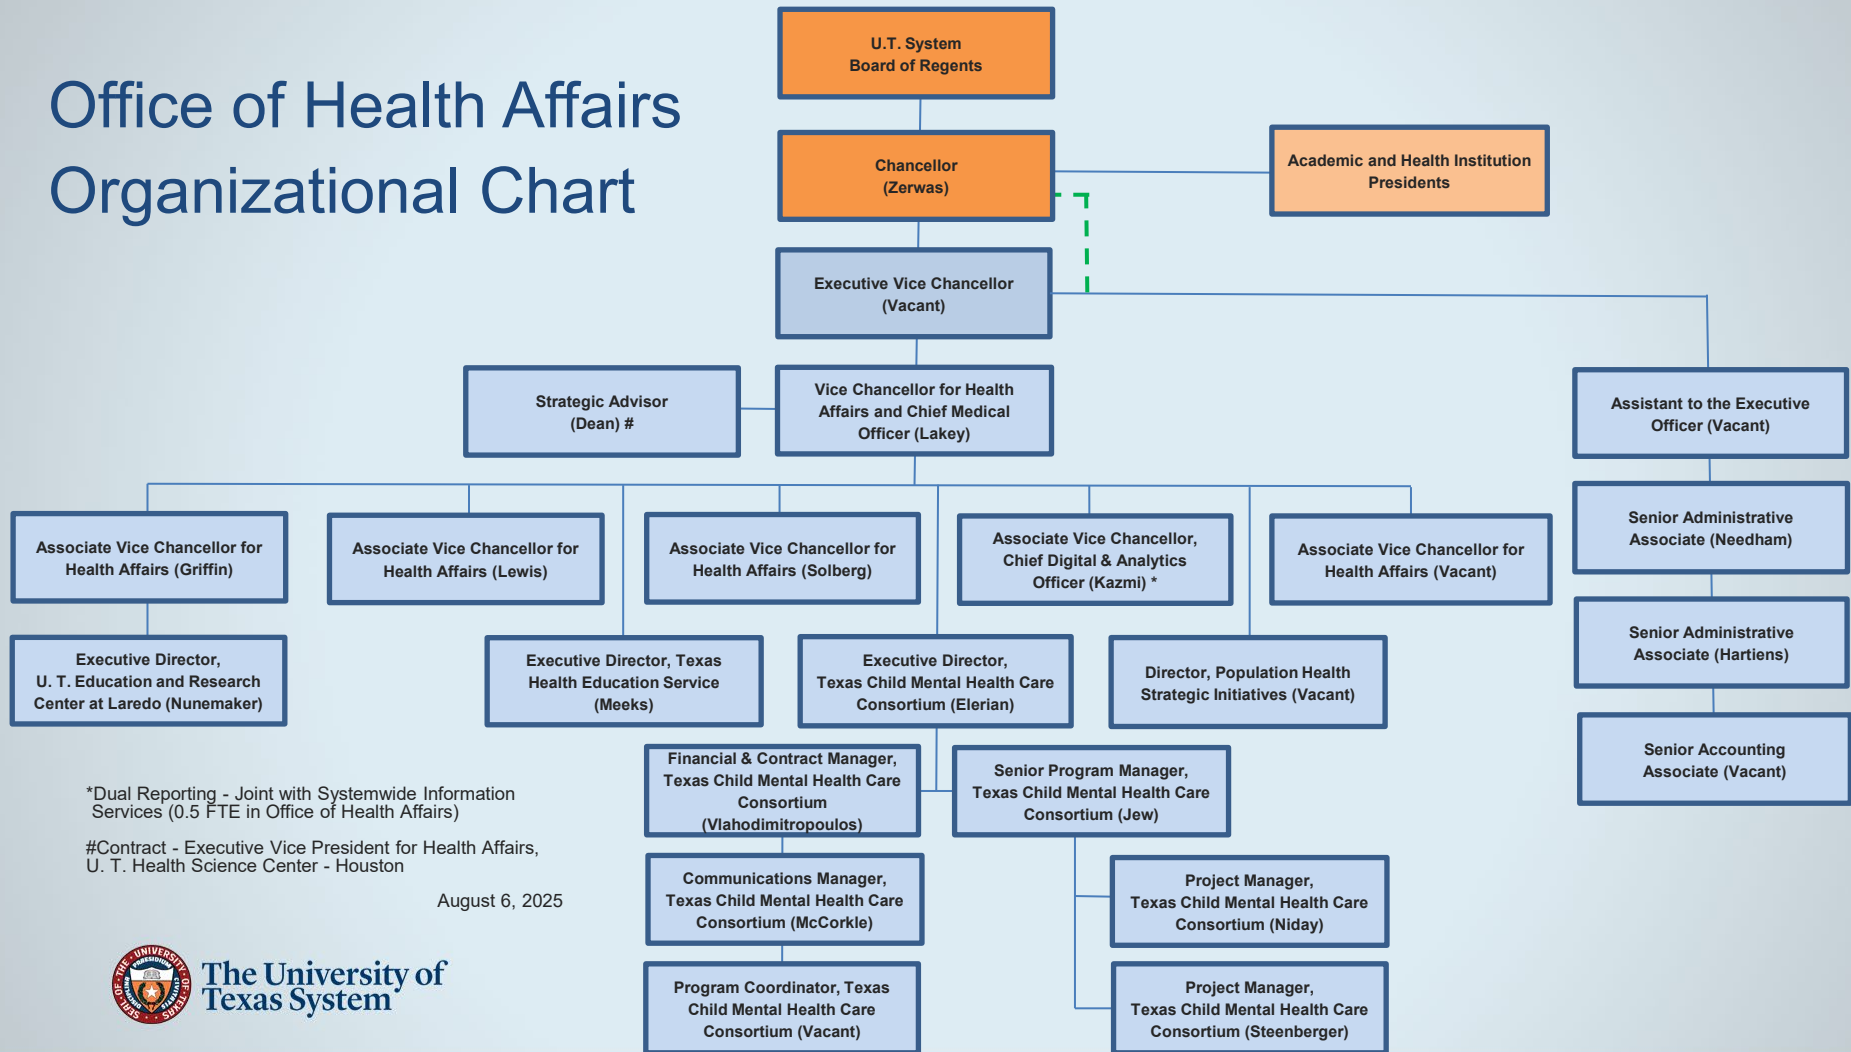 Office of Health Affairs
Organizational Chart
U.T. System
Board of Regents
Chancellor
(Zerwas)
Academic and Health Institution
Presidents
Executive Vice Chancellor
(Vacant)
Strategic Advisor
(Dean) #
Vice Chancellor for Health
Affairs and Chief Medical
Officer (Lakey)
Assistant to the Executive
Officer (Vacant)
Senior Administrative
Associate (Needham)
Senior Administrative
Associate (Hartiens)
Senior Accounting
Associate (Vacant)
Associate Vice Chancellor for
Health Affairs (Griffin)
Associate Vice Chancellor for
Health Affairs (Lewis)
Associate Vice Chancellor for
Health Affairs (Solberg)
Associate Vice Chancellor,
Chief Digital & Analytics
Officer (Kazmi) *
Associate Vice Chancellor for
Health Affairs (Vacant)
Executive Director,
U. T. Education and Research
Center at Laredo (Nunemaker)
Executive Director, Texas
Health Education Service
(Meeks)
Executive Director,
Texas Child Mental Health Care
Consortium (Elerian)
Director, Population Health
Strategic Initiatives (Vacant)
Financial & Contract Manager,
Texas Child Mental Health Care
Consortium
(Vlahodimitropoulos)
Senior Program Manager,
Texas Child Mental Health Care
Consortium (Jew)
Communications Manager,
Texas Child Mental Health Care
Consortium (McCorkle)
Project Manager,
Texas Child Mental Health Care
Consortium (Niday)
Program Coordinator, Texas
Child Mental Health Care
Consortium (Vacant)
Project Manager,
Texas Child Mental Health Care
Consortium (Steenberger)
*Dual Reporting - Joint with Systemwide Information
Services (0.5 FTE in Office of Health Affairs)
#Contract - Executive Vice President for Health Affairs,
U. T. Health Science Center - Houston
August 6, 2025
SEAL OF THE UNIVERSITY OF TEXAS
The University of
Texas System